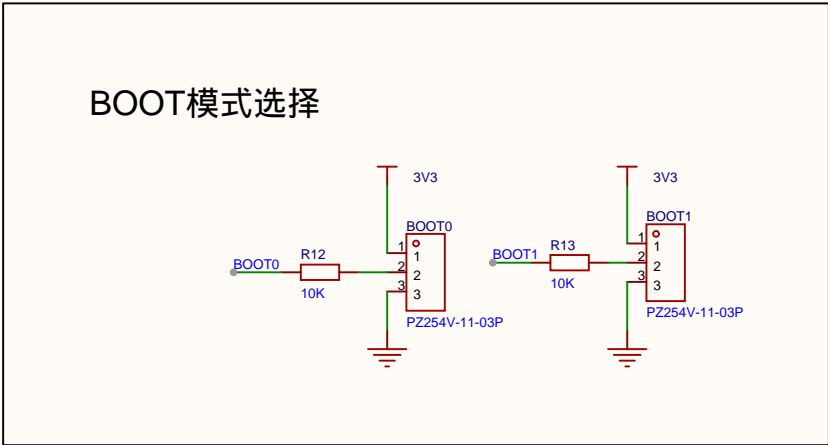 BOOT模式选择
3V3
3V3
BOOT0
BOOT1
BOOT0
R12
10K
1
2
3
1
2
3
PZ254V-11-03P
BOOT1
R13
10K
1
2
3
1
2
3
PZ254V-11-03P